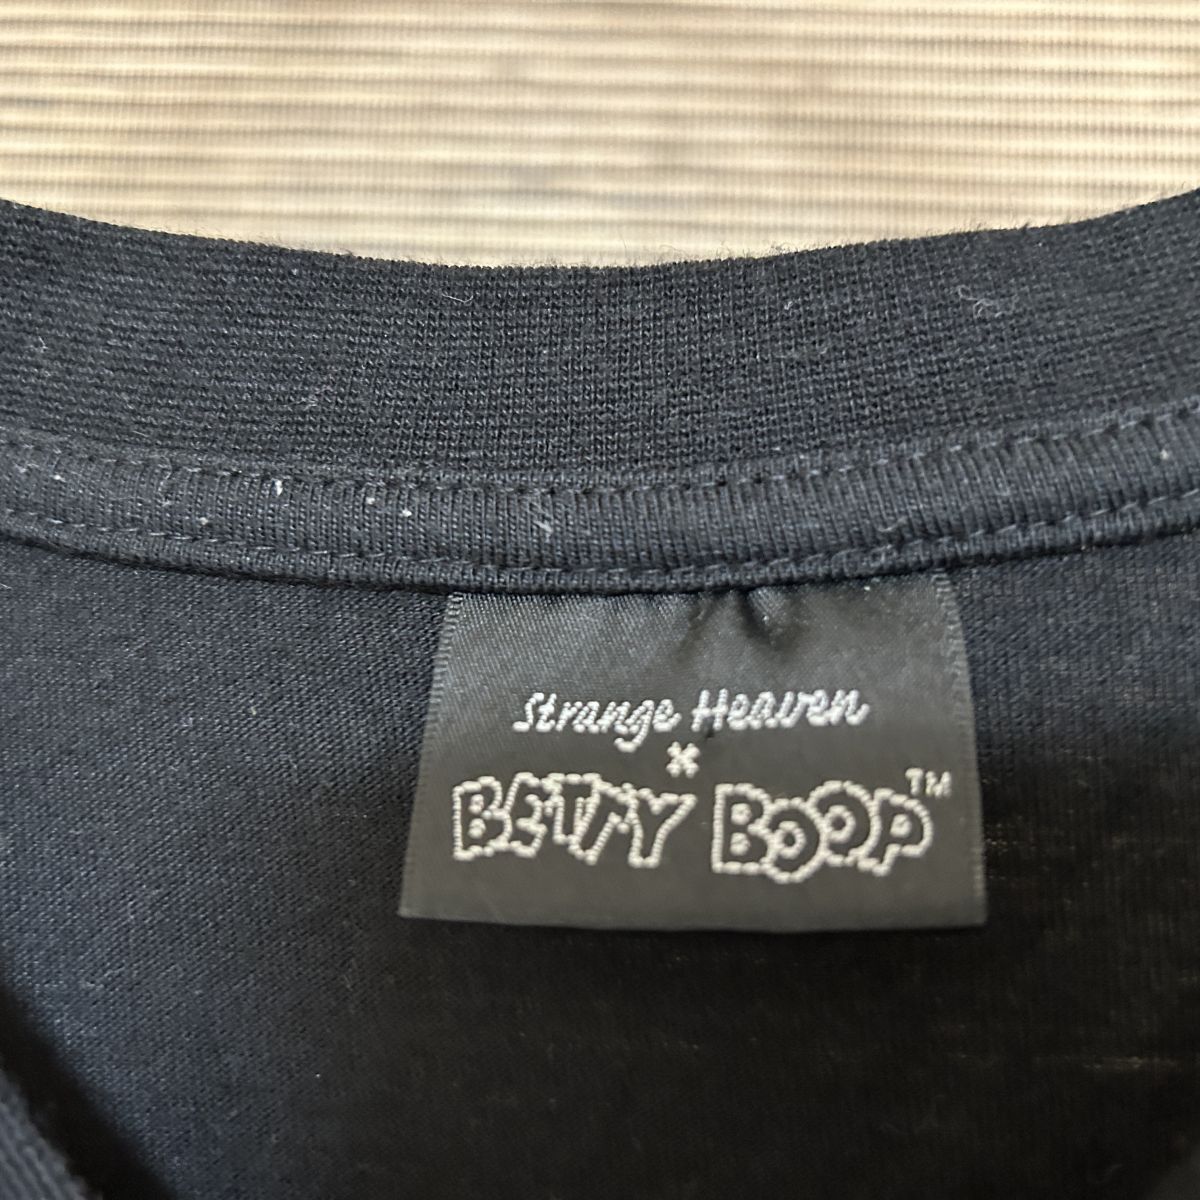 Strange Heaven
×
BETTY BOOP™